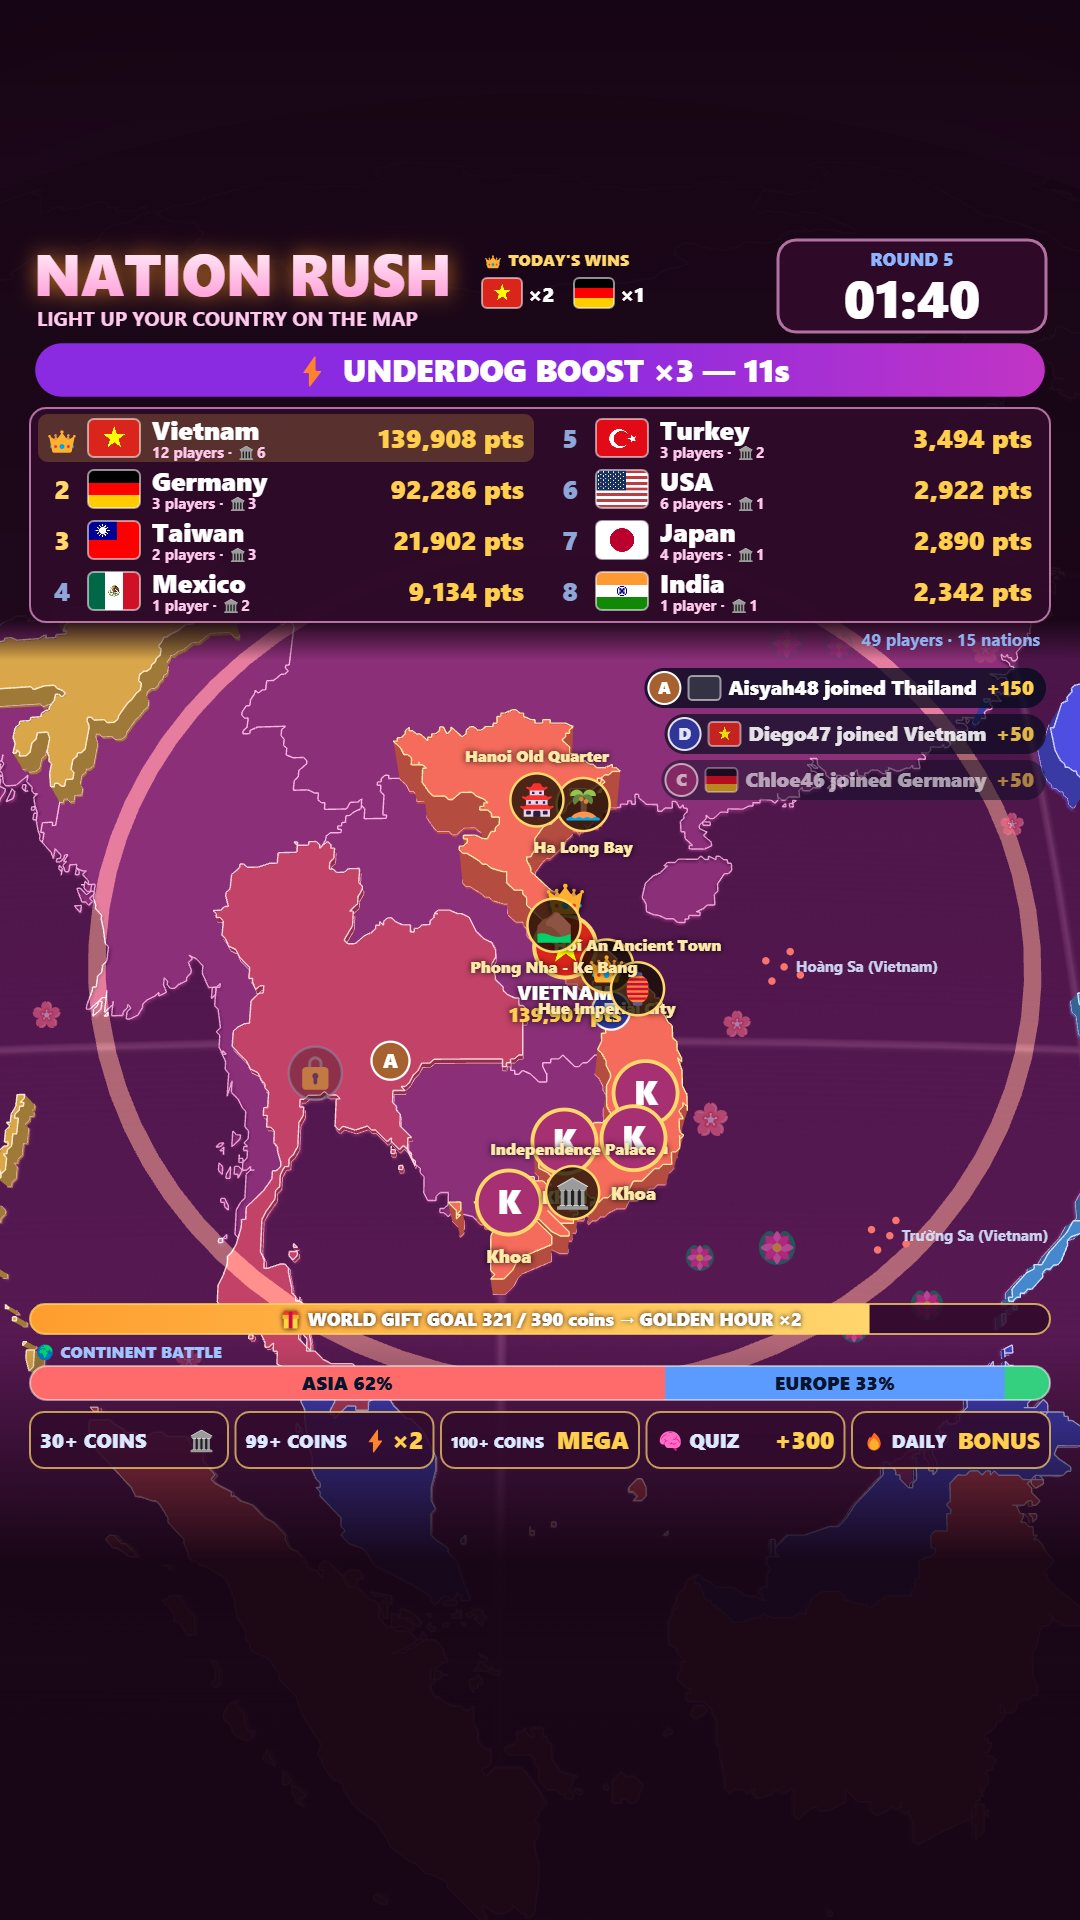 NATION RUSH
LIGHT UP YOUR COUNTRY ON THE MAP
TODAY'S WINS
×2 ×1
ROUND 5
01:40
UNDERDOG BOOST ×3 — 11s
Vietnam 139,908 pts
12 players · 6
2 Germany 92,286 pts
3 players · 3
3 Taiwan 21,902 pts
2 players · 3
4 Mexico 9,134 pts
1 player · 2
5 Turkey 3,494 pts
3 players · 2
6 USA 2,922 pts
6 players · 1
7 Japan 2,890 pts
4 players · 1
8 India 2,342 pts
1 player · 1
49 players · 15 nations
A Aisyah48 joined Thailand +150
D Diego47 joined Vietnam +50
C Chloe46 joined Germany +50
Hanoi Old Quarter
Ha Long Bay
An Ancient Town
Phong Nha - Ke Bang
Hoàng Sa (Vietnam)
VIETNAM
Hue Imperial City
139,907 pts
A
K
K
K
Independence Palace
K
Khoa
Khoa
Trường Sa (Vietnam)
WORLD GIFT GOAL 321 / 390 coins → GOLDEN HOUR ×2
CONTINENT BATTLE
ASIA 62% EUROPE 33%
30+ COINS
99+ COINS ×2
100+ COINS MEGA
QUIZ +300
DAILY BONUS